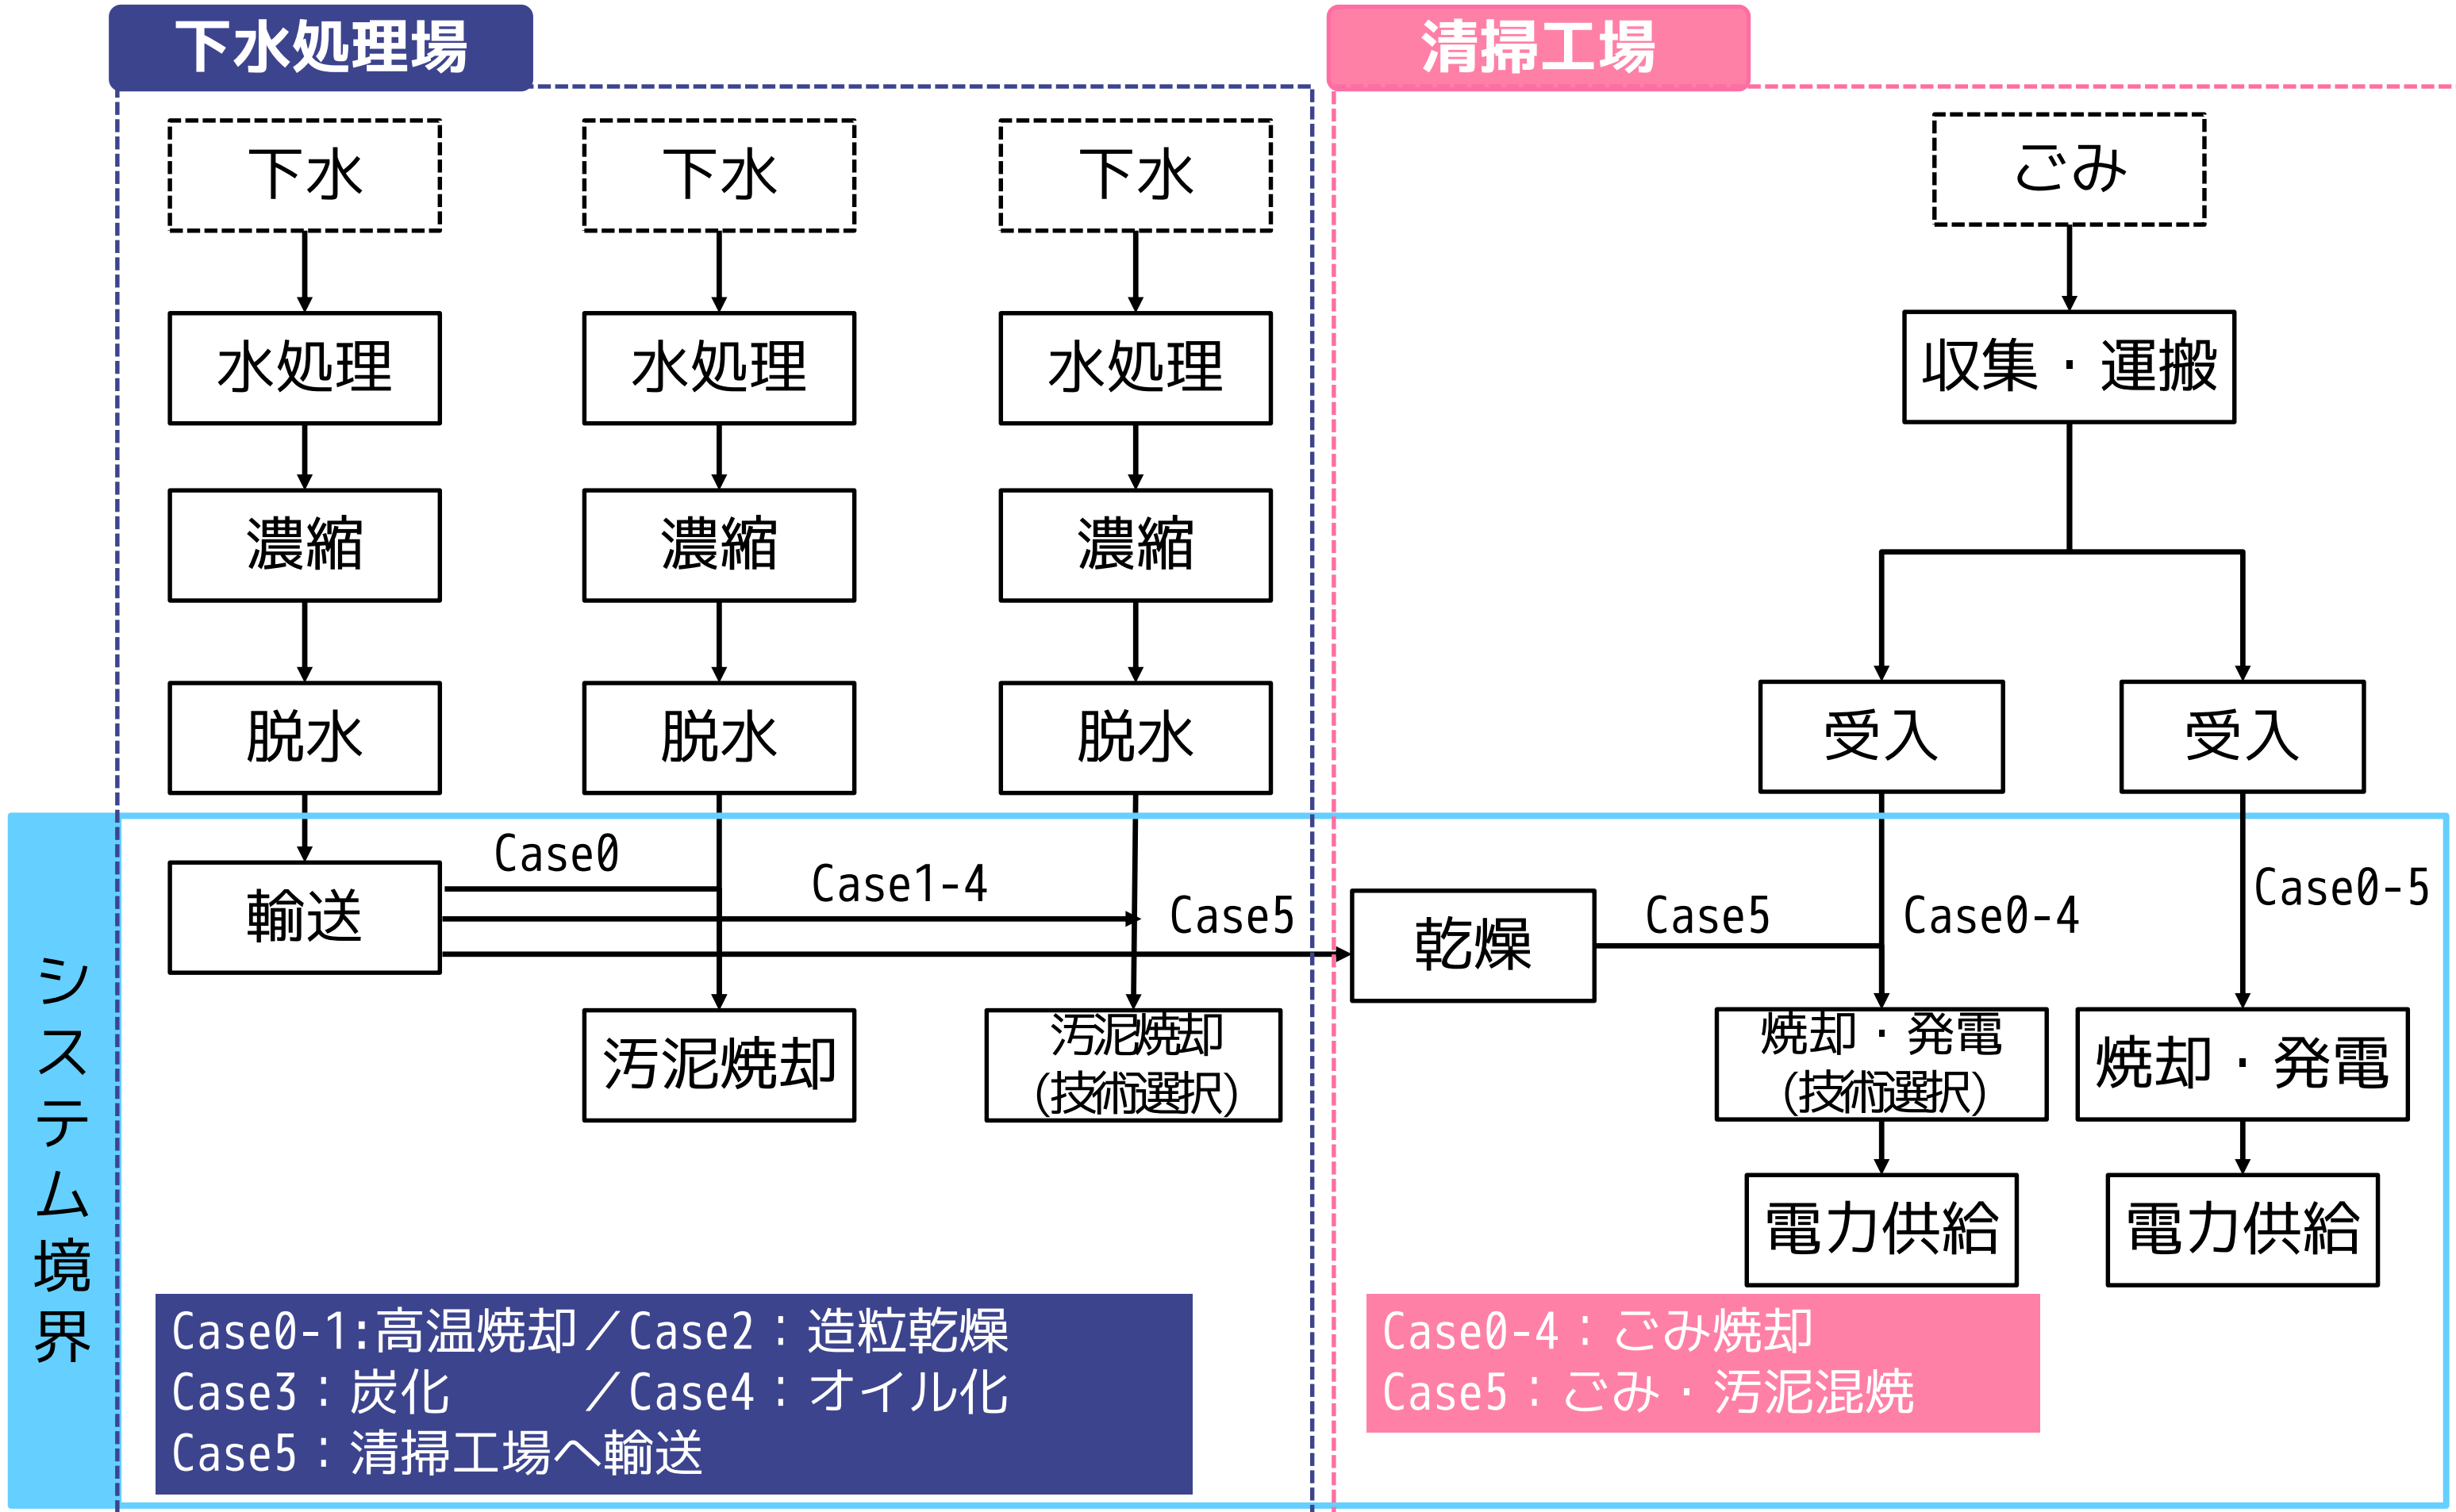 下水処理場
清掃工場
下水
下水
下水
ごみ
水処理
水処理
水処理
収集・運搬
濃縮
濃縮
濃縮
脱水
脱水
脱水
受入
受入
システム境界
輸送
Case0
Case1-4
Case5
乾燥
Case5
Case0-4
Case0-5
汚泥焼却
汚泥焼却
(技術選択)
焼却・発電
(技術選択)
焼却・発電
電力供給
電力供給
Case0-1:高温焼却／Case2：造粒乾燥
Case3：炭化　　／Case4：オイル化
Case5：清掃工場へ輸送
Case0-4：ごみ焼却
Case5：ごみ・汚泥混焼